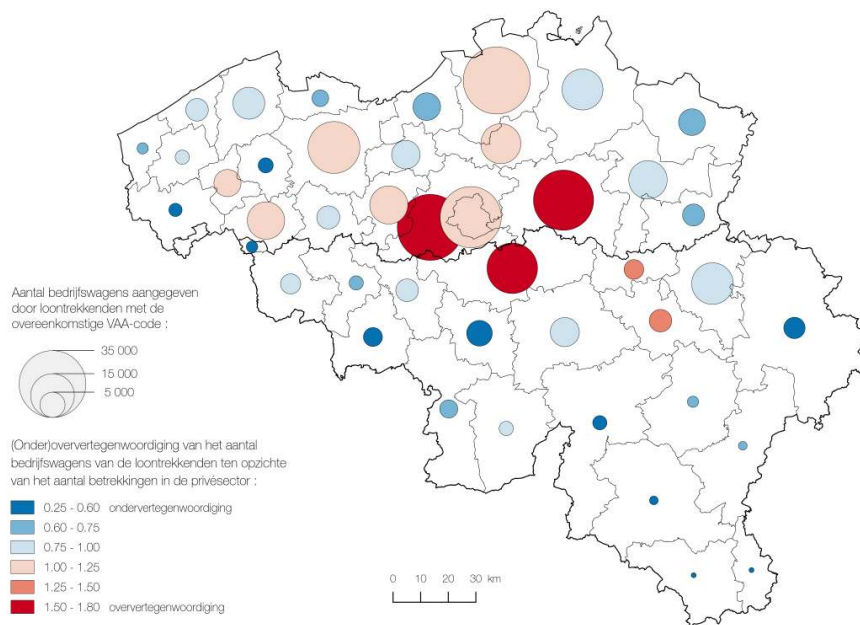 Aantal bedrijfswagens aangegeven
door loontrekkenden met de
overeenkomstige VAA-code :
35 000
15 000
5 000
(Onder)oververtegenwoordiging van het aantal
bedrijfswagens van de loontrekkenden ten opzichte
van het aantal betrekkingen in de privésector :
0.25 - 0.60 ondervertegenwoordiging
0.60 - 0.75
0.75 - 1.00
1.00 - 1.25
1.25 - 1.50
1.50 - 1.80 oververtegenwoordiging
0 10 20 30 km